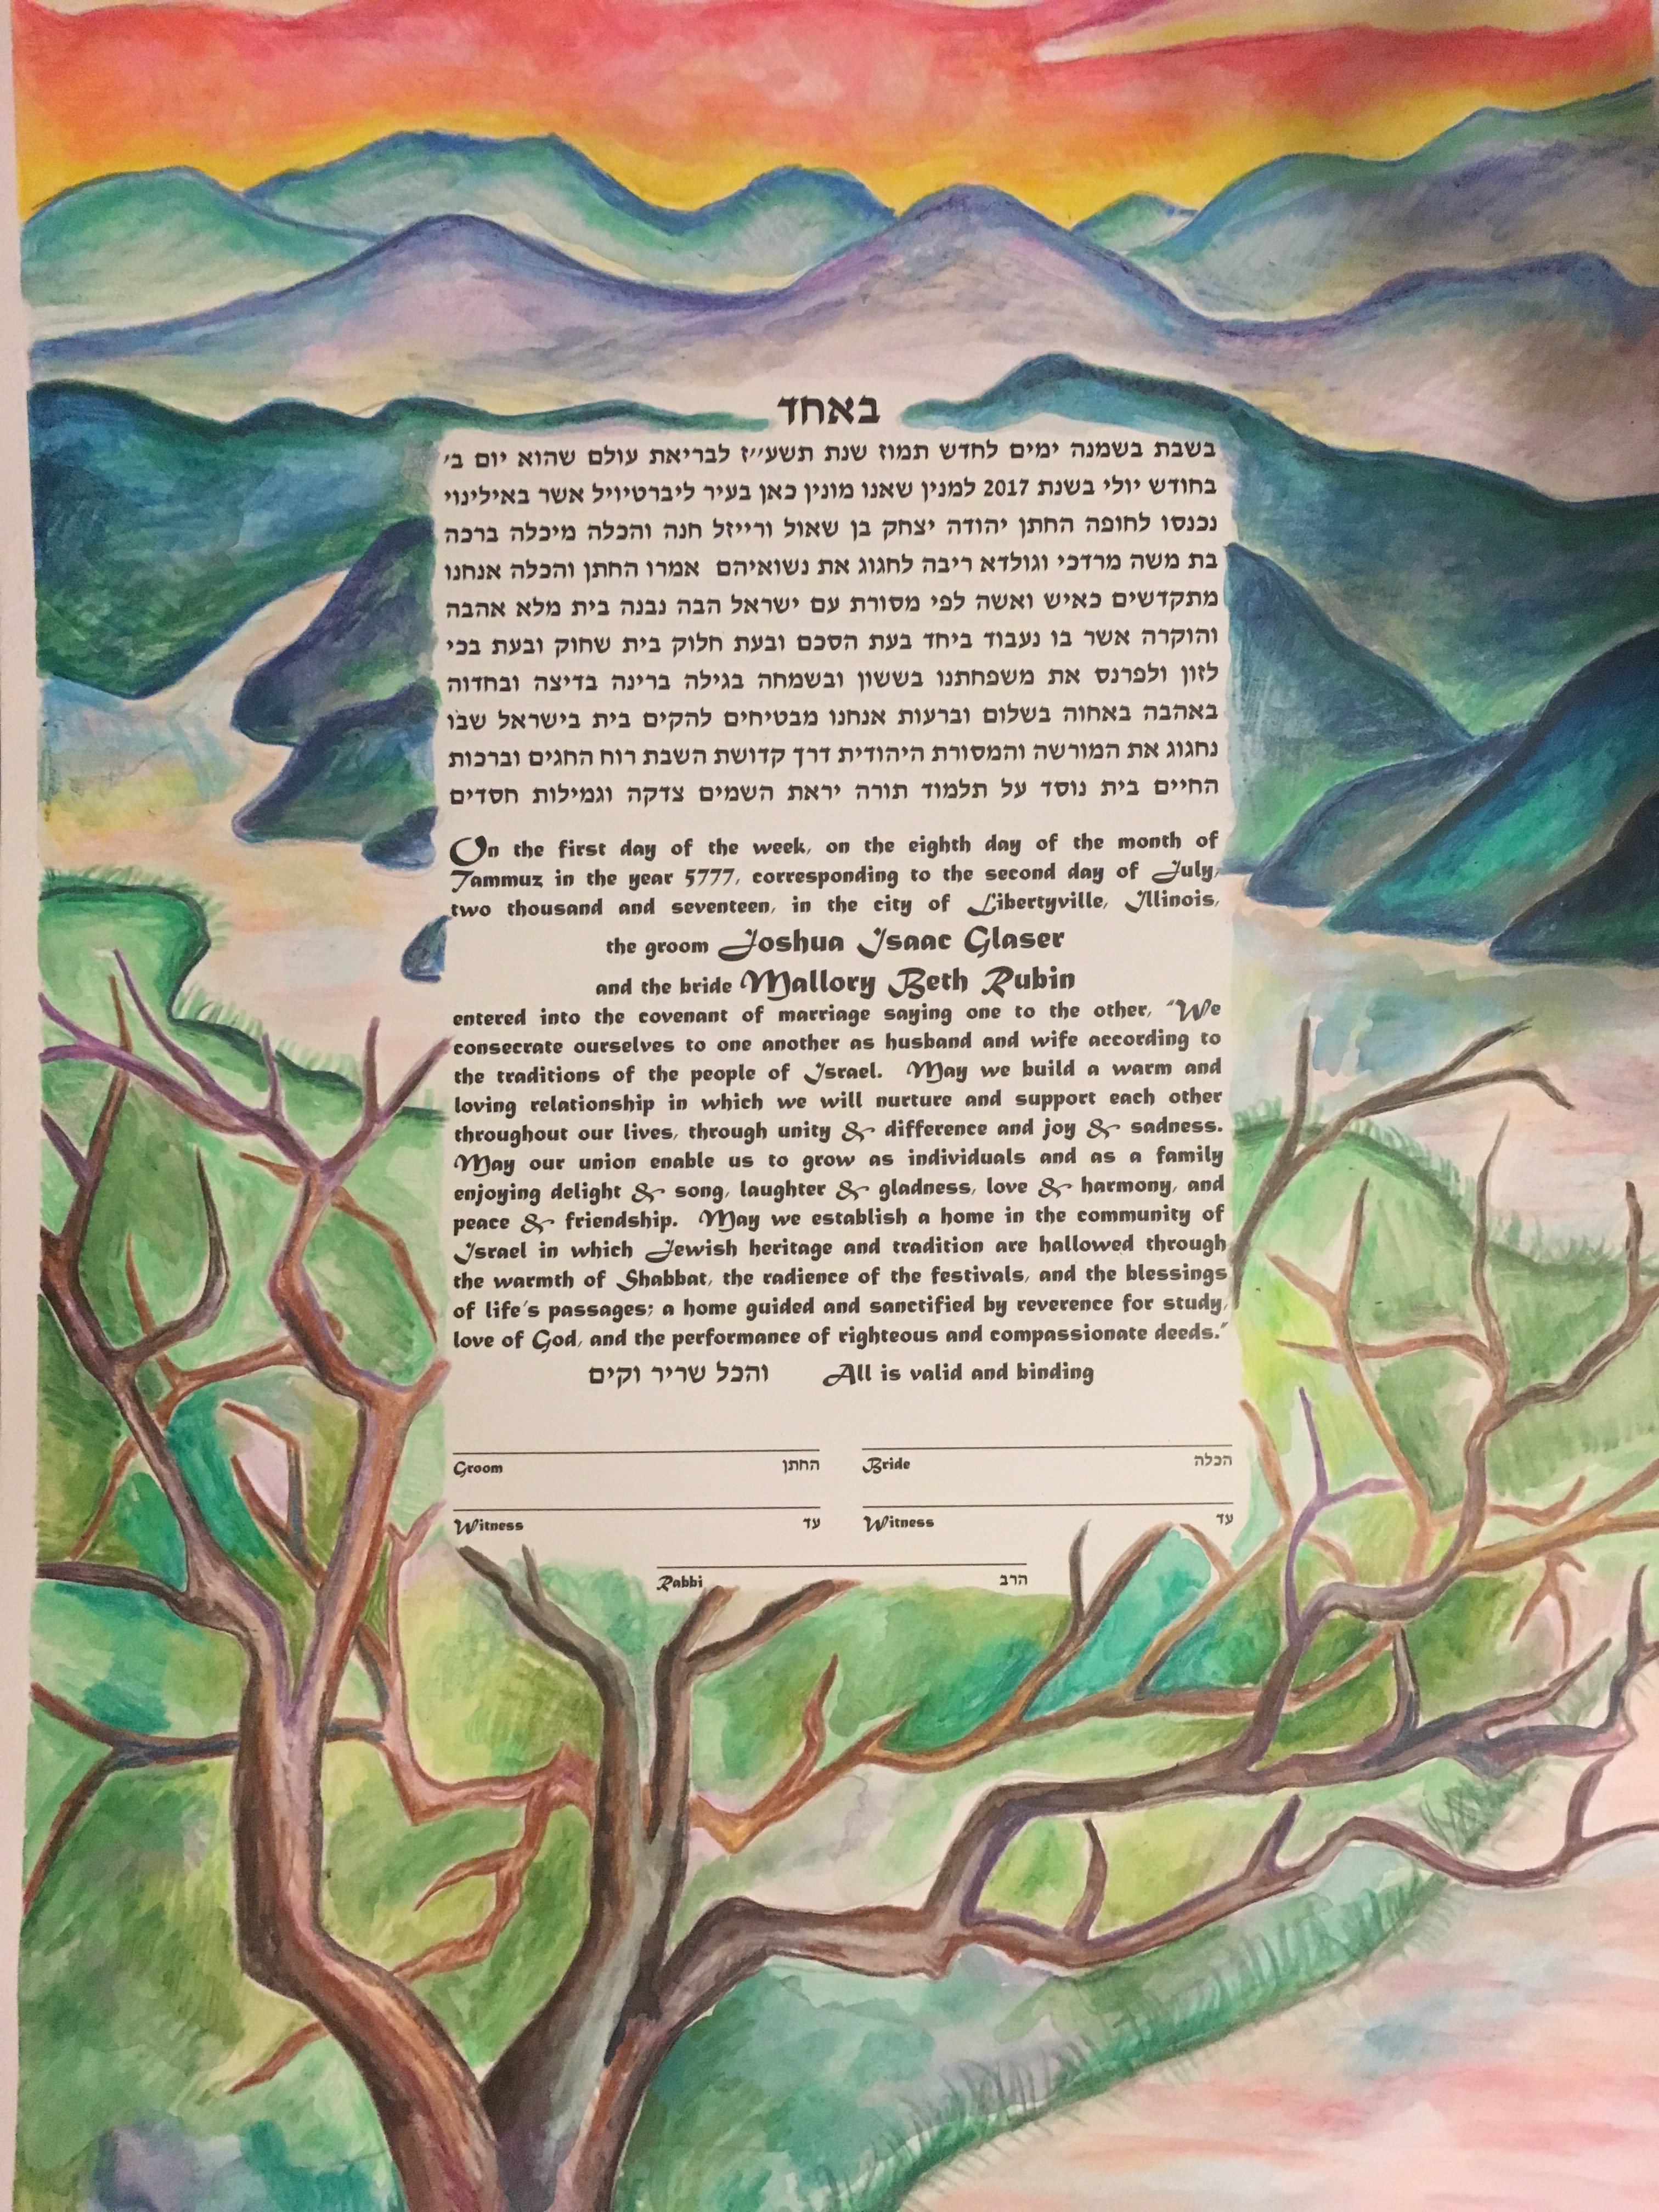 באחד
בשבת בשמנה ימים לחדש תמוז שנת תשע״ז לבריאת עולם שהוא יום ב׳
בחודש יולי בשנת 2017 למנין שאנו מונין כאן בעיר ליברטיויל אשר באילינוי
נכנסו לחופה החתן יהודה יצחק בן שאול ורייזל חנה והכלה מיכלה ברכה
בת משה מרדכי וגולדא ריבה לחגוג את נשואיהם אמרו החתן והכלה אנחנו
מתקדשים כאיש ואשה לפי מסורת עם ישראל הבה נבנה בית מלא אהבה
והוקרה אשר בו נעבוד ביחד בעת הסכם ובעת חלוק בית שחוק ובעת בכי
לזון ולפרנס את משפחתנו בששון ובשמחה בגילה ברינה בדיצה ובחדוה
באהבה באחוה בשלום וברעות אנחנו מבטיחים להקים בית בישראל שבו
נחגוג את המורשה והמסורת היהודית דרך קדושת השבת רוח החגים וברכות
החיים בית נוסד על תלמוד תורה יראת השמים צדקה וגמילות חסדים
On the first day of the week, on the eighth day of the month of
Tammuz in the year 5777, corresponding to the second day of July,
two thousand and seventeen, in the city of Libertyville, Illinois,
the groom Joshua Isaac Glaser
and the bride Mallory Beth Rubin
entered into the covenant of marriage saying one to the other, "We
consecrate ourselves to one another as husband and wife according to
the traditions of the people of Israel. May we build a warm and
loving relationship in which we will nurture and support each other
throughout our lives, through unity & difference and joy & sadness.
May our union enable us to grow as individuals and as a family
enjoying delight & song, laughter & gladness, love & harmony, and
peace & friendship. May we establish a home in the community of
Israel in which Jewish heritage and tradition are hallowed through
the warmth of Shabbat, the radience of the festivals, and the blessings
of life's passages; a home guided and sanctified by reverence for study,
love of God, and the performance of righteous and compassionate deeds."
והכל שריר וקים All is valid and binding
Groom החתן Bride הכלה
Witness עד Witness עד
Rabbi הרב